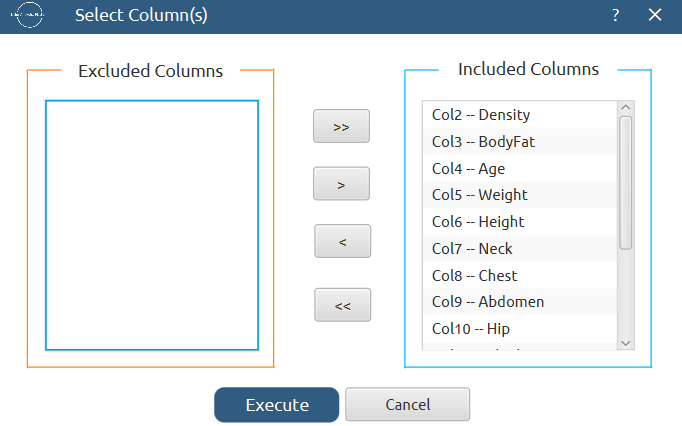 Select Column(s)
?
Excluded Columns
Included Columns
>>
>
<
<<
Col2 -- Density
Col3 -- BodyFat
Col4 -- Age
Col5 -- Weight
Col6 -- Height
Col7 -- Neck
Col8 -- Chest
Col9 -- Abdomen
Col10 -- Hip
Execute
Cancel